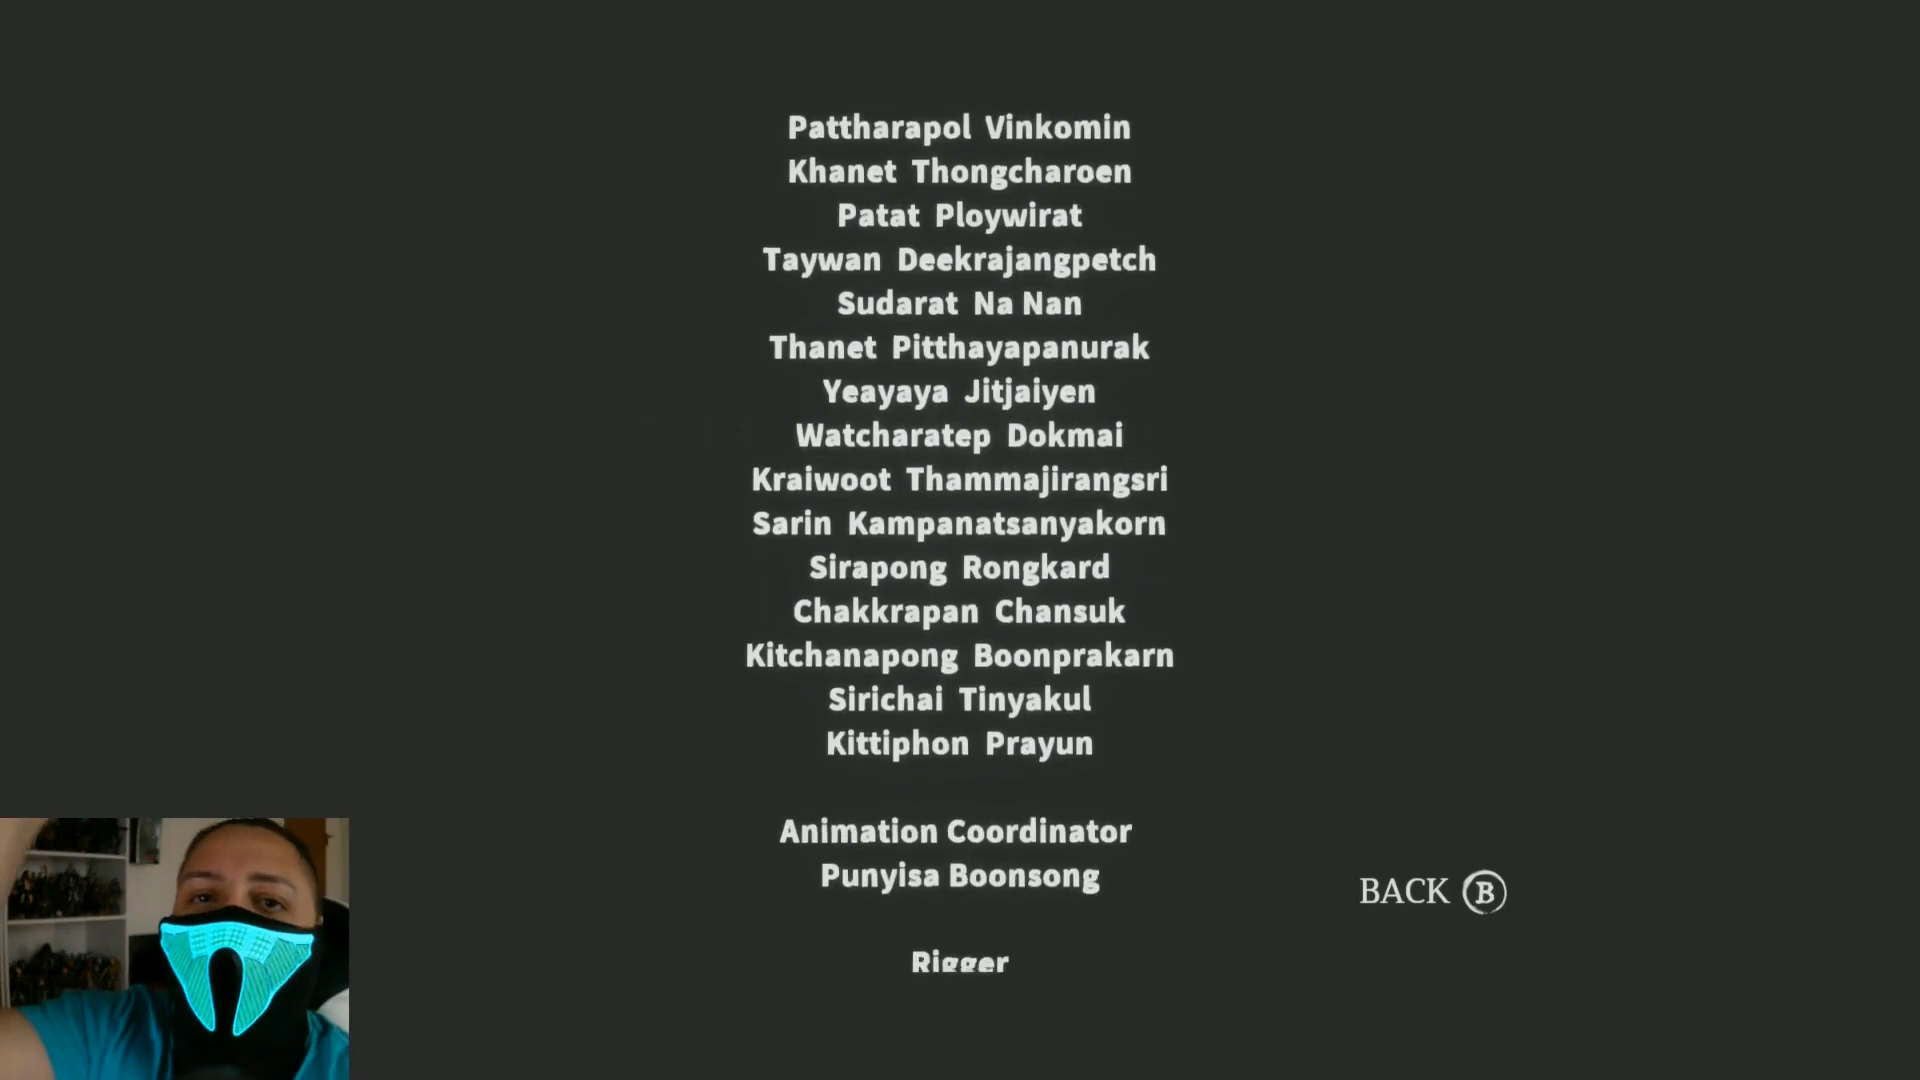 Pattharapol Vinkomin
Khanet Thongcharoen
Patat Ploywirat
Taywan Deekrajangpetch
Sudarat Na Nan
Thanet Pitthayapanurak
Yeayaya Jitjaiyen
Watcharatep Dokmai
Kraiwoot Thammajirangsri
Sarin Kampanatsanyakorn
Sirapong Rongkard
Chakkrapan Chansuk
Kitchanapong Boonprakarn
Sirichai Tinyakul
Kittiphon Prayun
Animation Coordinator
Punyisa Boonsong
BACK B
Rigger